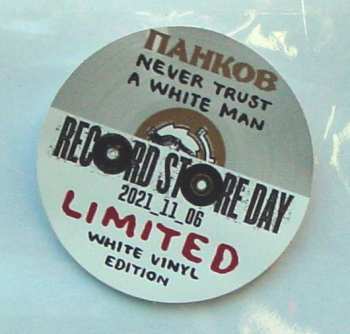 ПАНКОВ
NEVER TRUST
A WHITE MAN
RECORD STORE DAY
2021_11_06
LIMITED
WHITE VINYL
EDITION